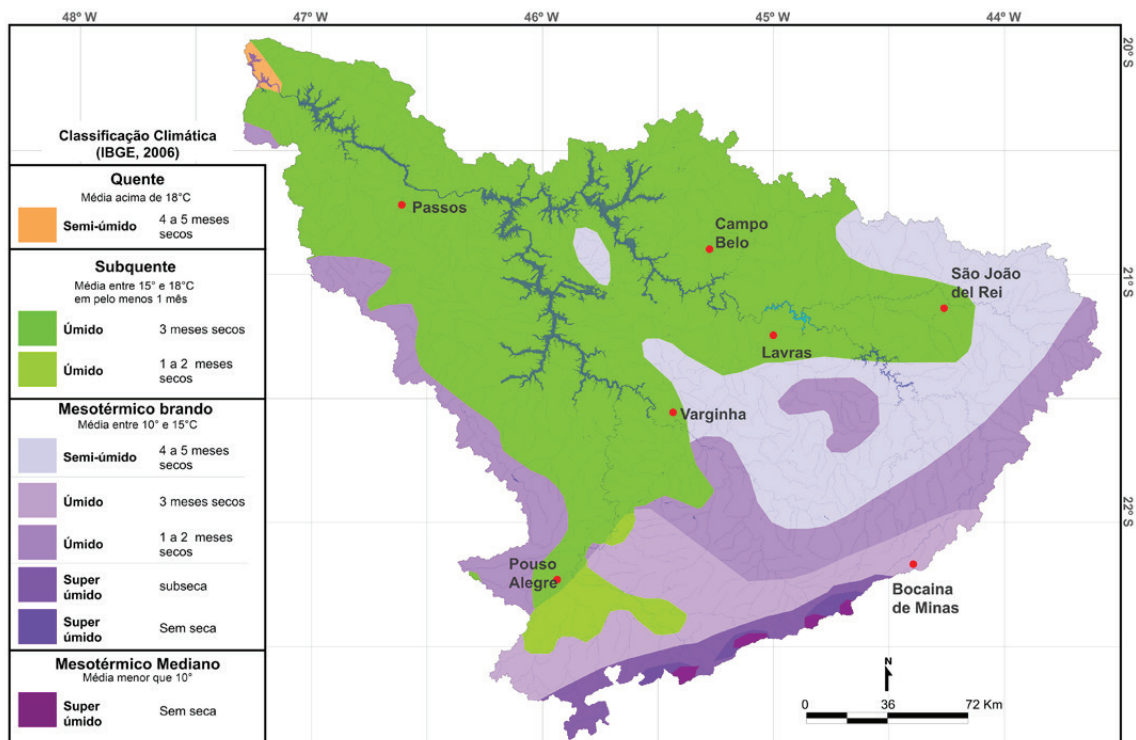 48° W
47° W
46° W
45° W
44° W
20° S
21° S
22° S
Classificação Climática
(IBGE, 2006)
Quente
Média acima de 18°C
Semi-úmido 4 a 5 meses
secos
Subquente
Média entre 15° e 18°C
em pelo menos 1 mês
Úmido 3 meses secos
Úmido 1 a 2 meses
secos
Mesotérmico brando
Média entre 10° e 15°C
Semi-úmido 4 a 5 meses
secos
Úmido 3 meses secos
Úmido 1 a 2 meses
secos
Super
úmido subseca
Super
úmido Sem seca
Mesotérmico Mediano
Média menor que 10°
Super
úmido Sem seca
Passos
Campo
Belo
São João
del Rei
Lavras
Varginha
Pouso
Alegre
Bocaina
de Minas
N
0 36 72 Km